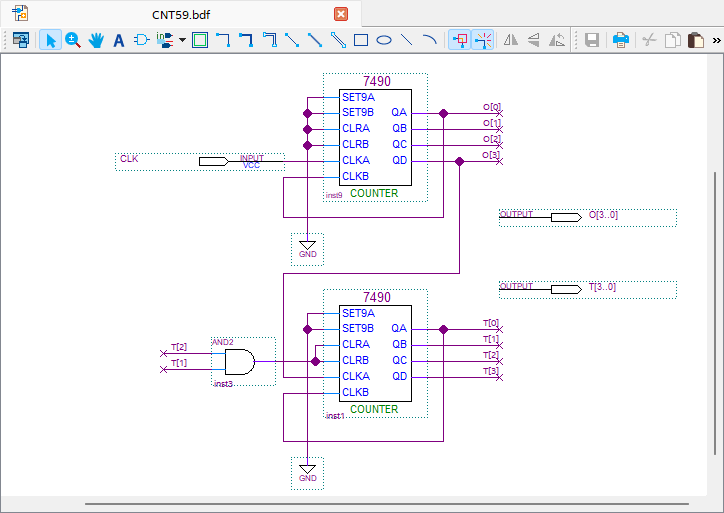 CNT59.bdf
A
»
7490
SET9A
SET9B QA
CLRA QB
CLRB QC
CLKA QD
CLKB
inst9 COUNTER
O[0]
O[1]
O[2]
O[3]
CLK INPUT
VCC
GND
OUTPUT O[3..0]
OUTPUT T[3..0]
7490
SET9A
SET9B QA
CLRA QB
CLRB QC
CLKA QD
CLKB
inst1 COUNTER
T[0]
T[1]
T[2]
T[3]
AND2
T[2]
T[1]
inst3
GND